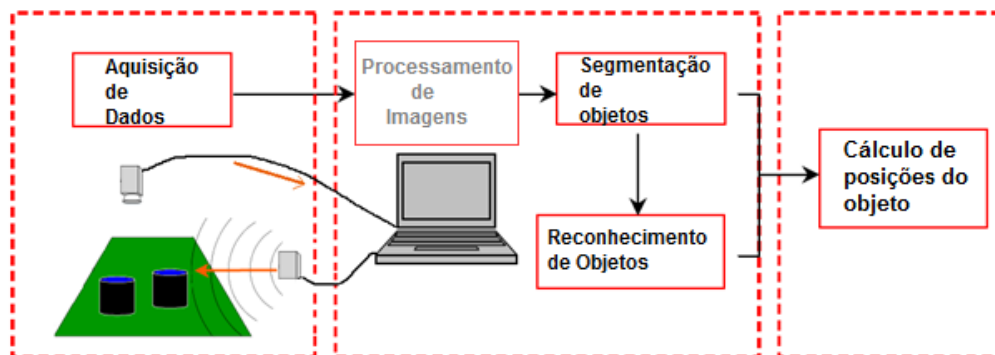 Aquisição
de
Dados
Processamento
de
Imagens
Segmentação
de
objetos
Reconhecimento
de Objetos
Cálculo de
posições do
objeto